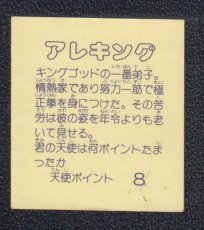 アレキング
キングゴッドの一番弟子。
情熱家であり努力一筋で極
正拳を身につけた。その苦
労は彼の姿を年令よりも老
いて見せる。
君の天使は何ポイントたま
ったか
天使ポイント 8